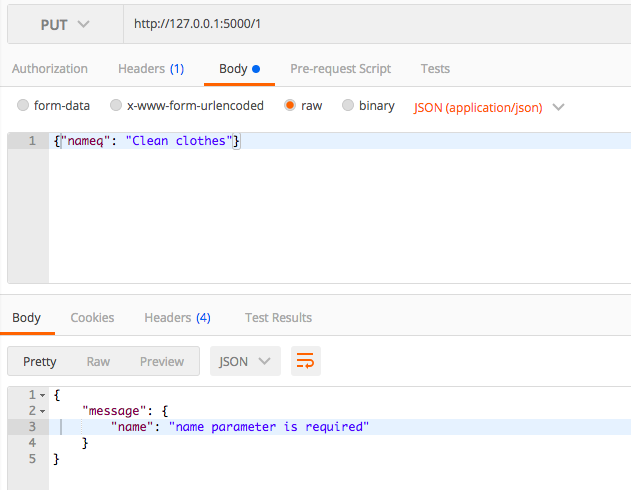 PUT http://127.0.0.1:5000/1
Authorization Headers (1) Body Pre-request Script Tests
form-data x-www-form-urlencoded raw binary JSON (application/json)
1 {"nameq": "Clean clothes"}
Body Cookies Headers (4) Test Results
Pretty Raw Preview JSON
1 {
2 "message": {
3 "name": "name parameter is required"
4 }
5 }